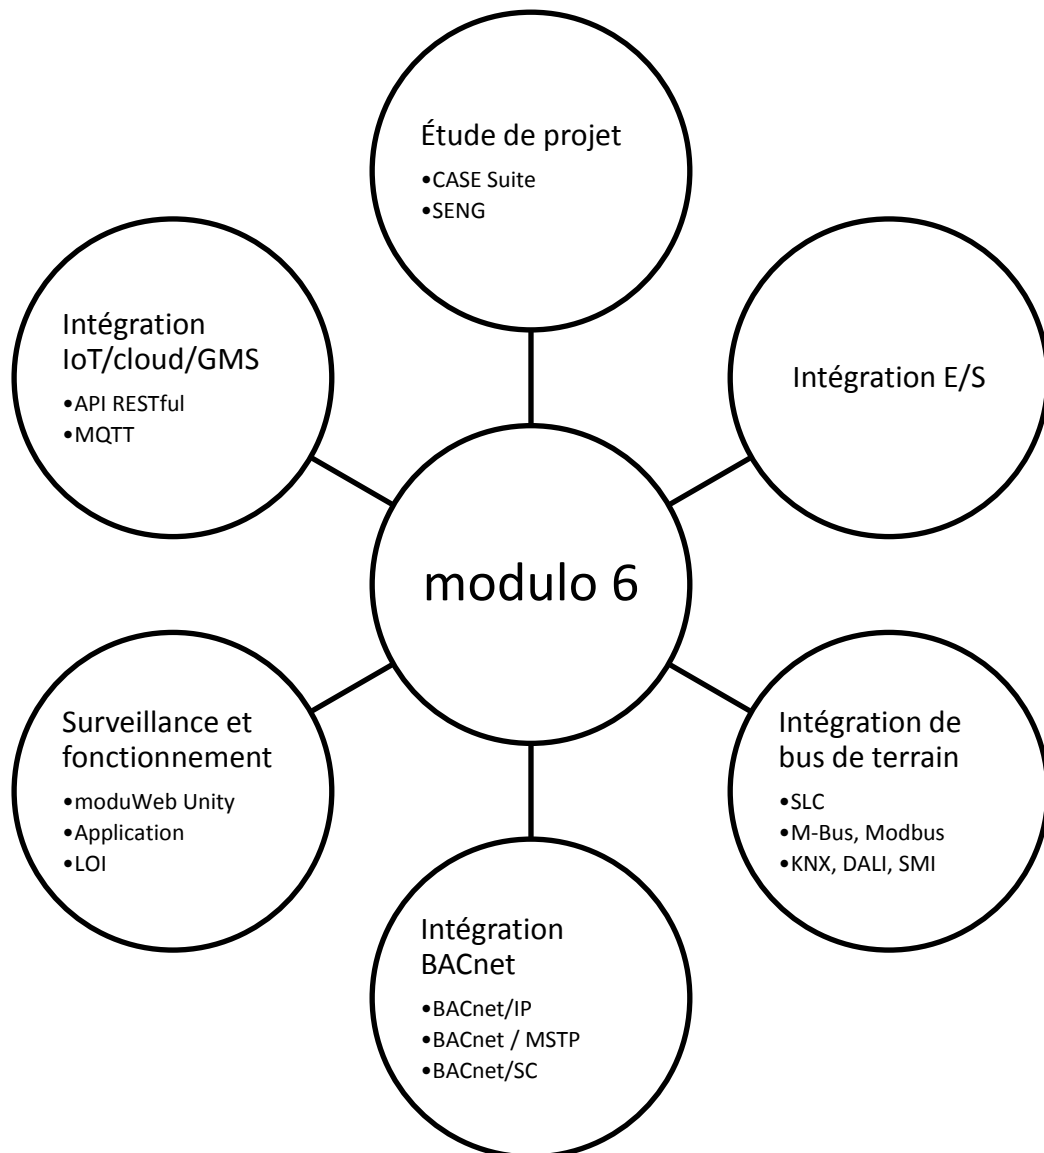 Étude de projet
•CASE Suite
•SENG
Intégration
IoT/cloud/GMS
•API RESTful
•MQTT
Intégration E/S
modulo 6
Surveillance et
fonctionnement
•moduWeb Unity
•Application
•LOI
Intégration de
bus de terrain
•SLC
•M-Bus, Modbus
•KNX, DALI, SMI
Intégration
BACnet
•BACnet/IP
•BACnet / MSTP
•BACnet/SC